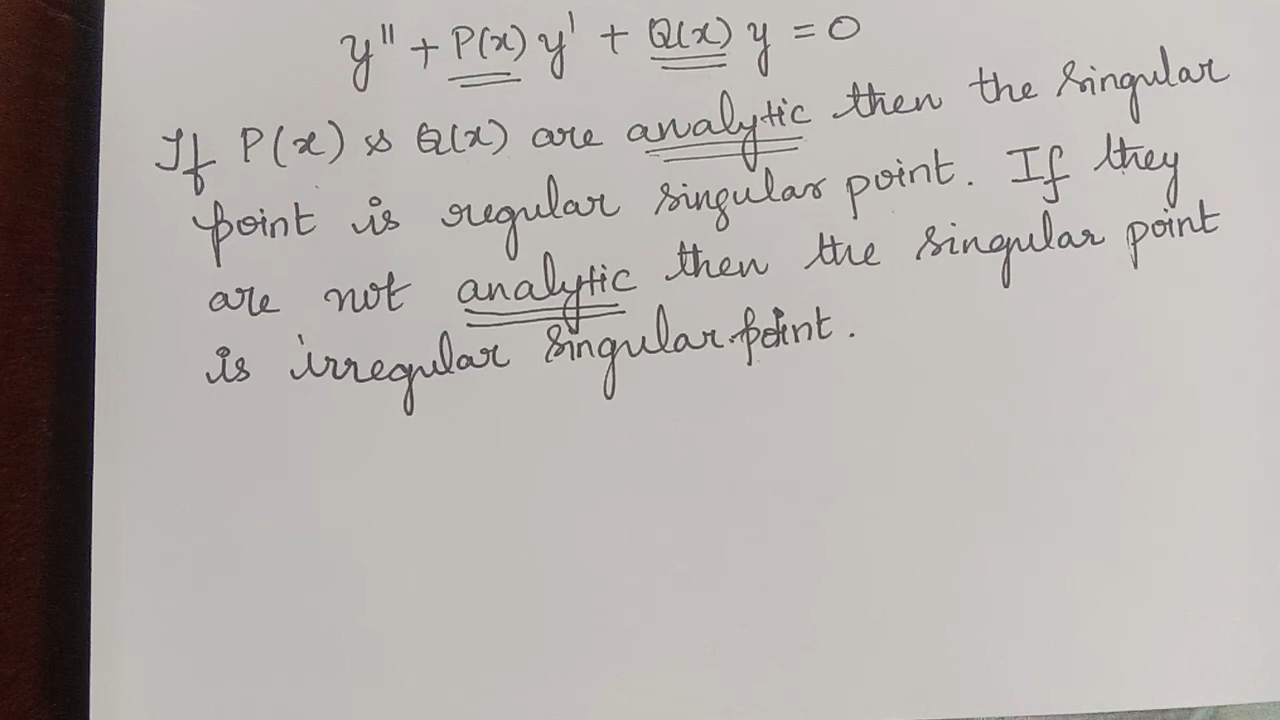 y'' + P(x) y' + Q(x) y = 0
If P(x) & Q(x) are analytic then the singular
point is regular singular point. If they
are not analytic then the singular point
is irregular singular point.